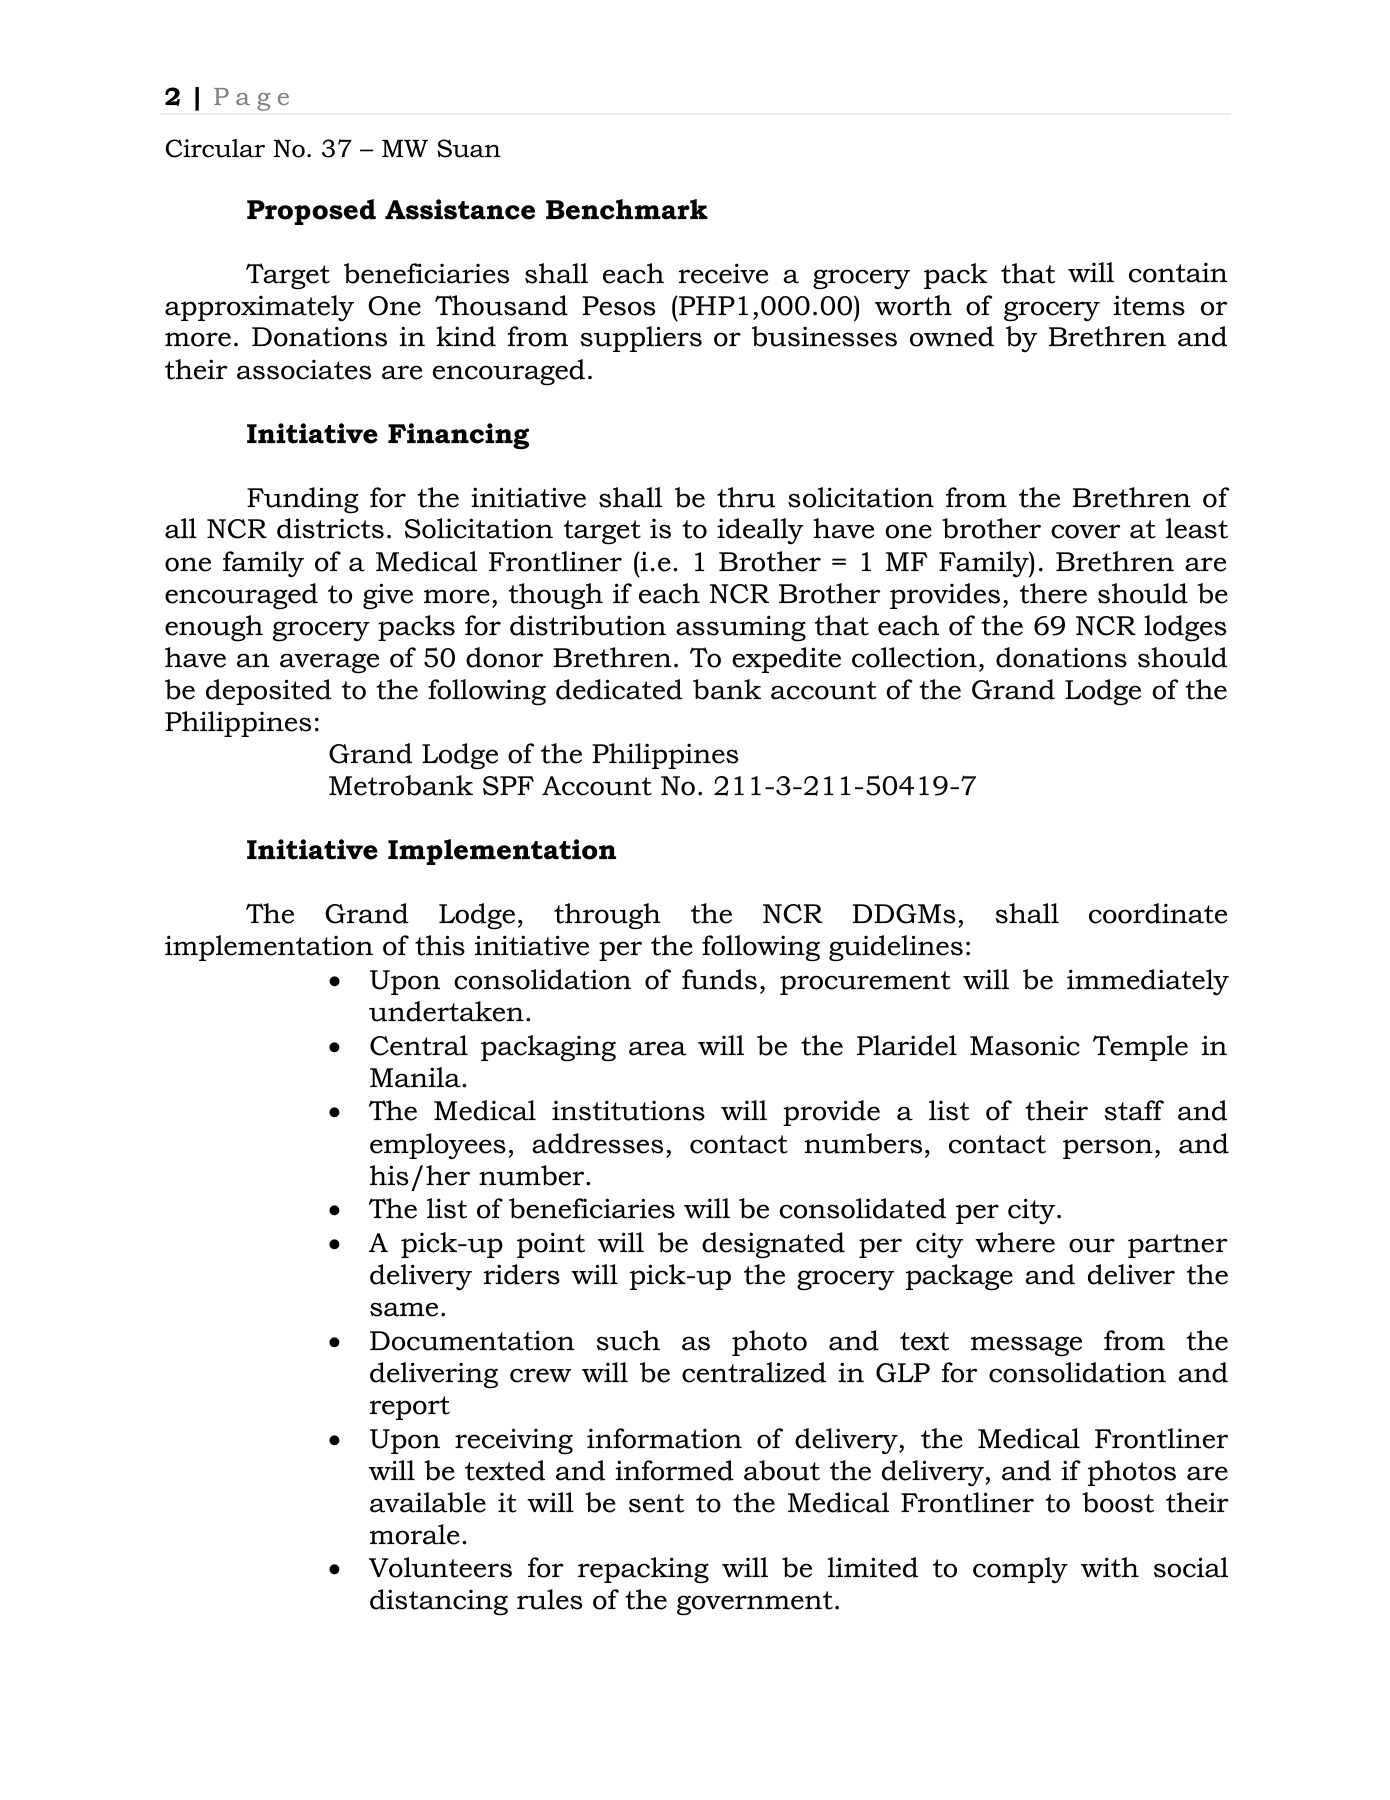 2 | Page
Circular No. 37 – MW Suan
Proposed Assistance Benchmark
Target beneficiaries shall each receive a grocery pack that will contain
approximately One Thousand Pesos (PHP1,000.00) worth of grocery items or
more. Donations in kind from suppliers or businesses owned by Brethren and
their associates are encouraged.
Initiative Financing
Funding for the initiative shall be thru solicitation from the Brethren of
all NCR districts. Solicitation target is to ideally have one brother cover at least
one family of a Medical Frontliner (i.e. 1 Brother = 1 MF Family). Brethren are
encouraged to give more, though if each NCR Brother provides, there should be
enough grocery packs for distribution assuming that each of the 69 NCR lodges
have an average of 50 donor Brethren. To expedite collection, donations should
be deposited to the following dedicated bank account of the Grand Lodge of the
Philippines:
Grand Lodge of the Philippines
Metrobank SPF Account No. 211-3-211-50419-7
Initiative Implementation
The Grand Lodge, through the NCR DDGMs, shall coordinate
implementation of this initiative per the following guidelines:
• Upon consolidation of funds, procurement will be immediately
undertaken.
• Central packaging area will be the Plaridel Masonic Temple in
Manila.
• The Medical institutions will provide a list of their staff and
employees, addresses, contact numbers, contact person, and
his/her number.
• The list of beneficiaries will be consolidated per city.
• A pick-up point will be designated per city where our partner
delivery riders will pick-up the grocery package and deliver the
same.
• Documentation such as photo and text message from the
delivering crew will be centralized in GLP for consolidation and
report
• Upon receiving information of delivery, the Medical Frontliner
will be texted and informed about the delivery, and if photos are
available it will be sent to the Medical Frontliner to boost their
morale.
• Volunteers for repacking will be limited to comply with social
distancing rules of the government.